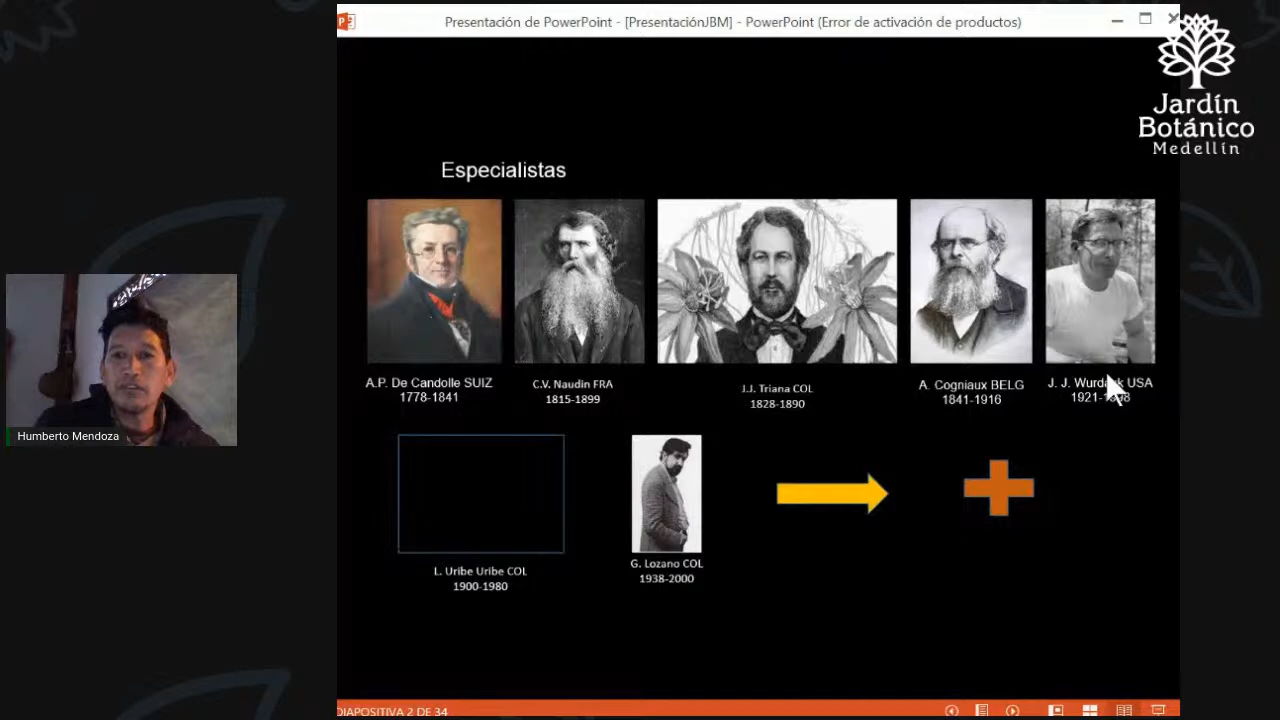 Presentación de PowerPoint - [PresentaciónJBM] - PowerPoint (Error de activación de productos)
Jardín
Botánico
Medellín
Especialistas
A.P. De Candolle SUIZ
1778-1841
C.V. Naudin FRA
1815-1899
J.J. Triana COL
1828-1890
A. Cogniaux BELG
1841-1916
J. J. USA
1921-
Humberto Mendoza
L. Uribe Uribe COL
1900-1980
G. Lozano COL
1938-2000
DIAPOSITIVA 2 DE 34